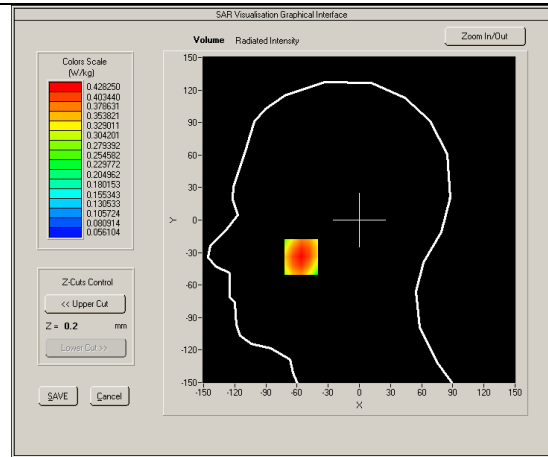 SAR Visualisation Graphical Interface
Volume Radiated Intensity
Zoom In/Out
Colors Scale
(W/kg)
0.428250
0.403440
0.378631
0.353821
0.329011
0.304201
0.279392
0.254582
0.229772
0.204962
0.180153
0.155343
0.130533
0.105724
0.080914
0.056104
Z-Cuts Control
<< Upper Cut
Z = 0.2 mm
Lower Cut >>
SAVE Cancel
150
120
90
60
30
0
-30
-60
-90
-120
-150
Y
-150 -120 -90 -60 -30 0 30 60 90 120 150
X